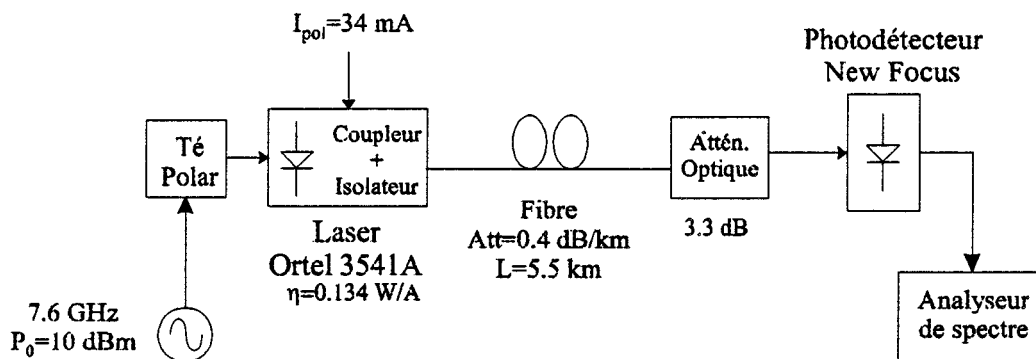 I_pol=34 mA
Photodétecteur
New Focus
Té
Polar
Coupleur
+
Isolateur
Attén.
Optique
Laser
Ortel 3541A
η=0.134 W/A
Fibre
Att=0.4 dB/km
L=5.5 km
3.3 dB
7.6 GHz
P_0=10 dBm
Analyseur
de spectre